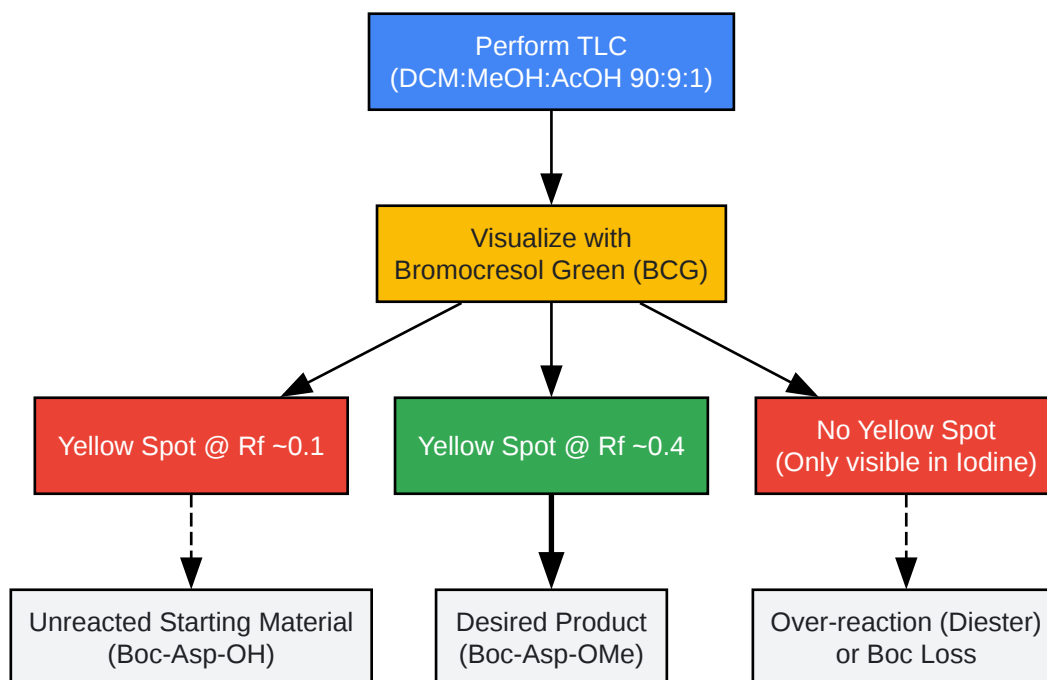 Perform TLC
(DCM:MeOH:AcOH 90:9:1)
Visualize with
Bromocresol Green (BCG)
Yellow Spot @ Rf ~0.1
Yellow Spot @ Rf ~0.4
No Yellow Spot
(Only visible in Iodine)
Unreacted Starting Material
(Boc-Asp-OH)
Desired Product
(Boc-Asp-OMe)
Over-reaction (Diester)
or Boc Loss